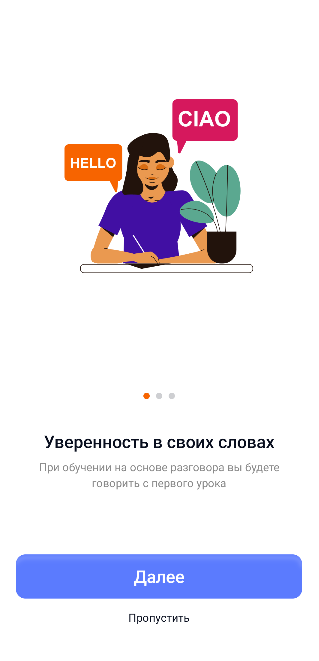 CIAO
HELLO
Уверенность в своих словах
При обучении на основе разговора вы будете
говорить с первого урока
Далее
Пропустить